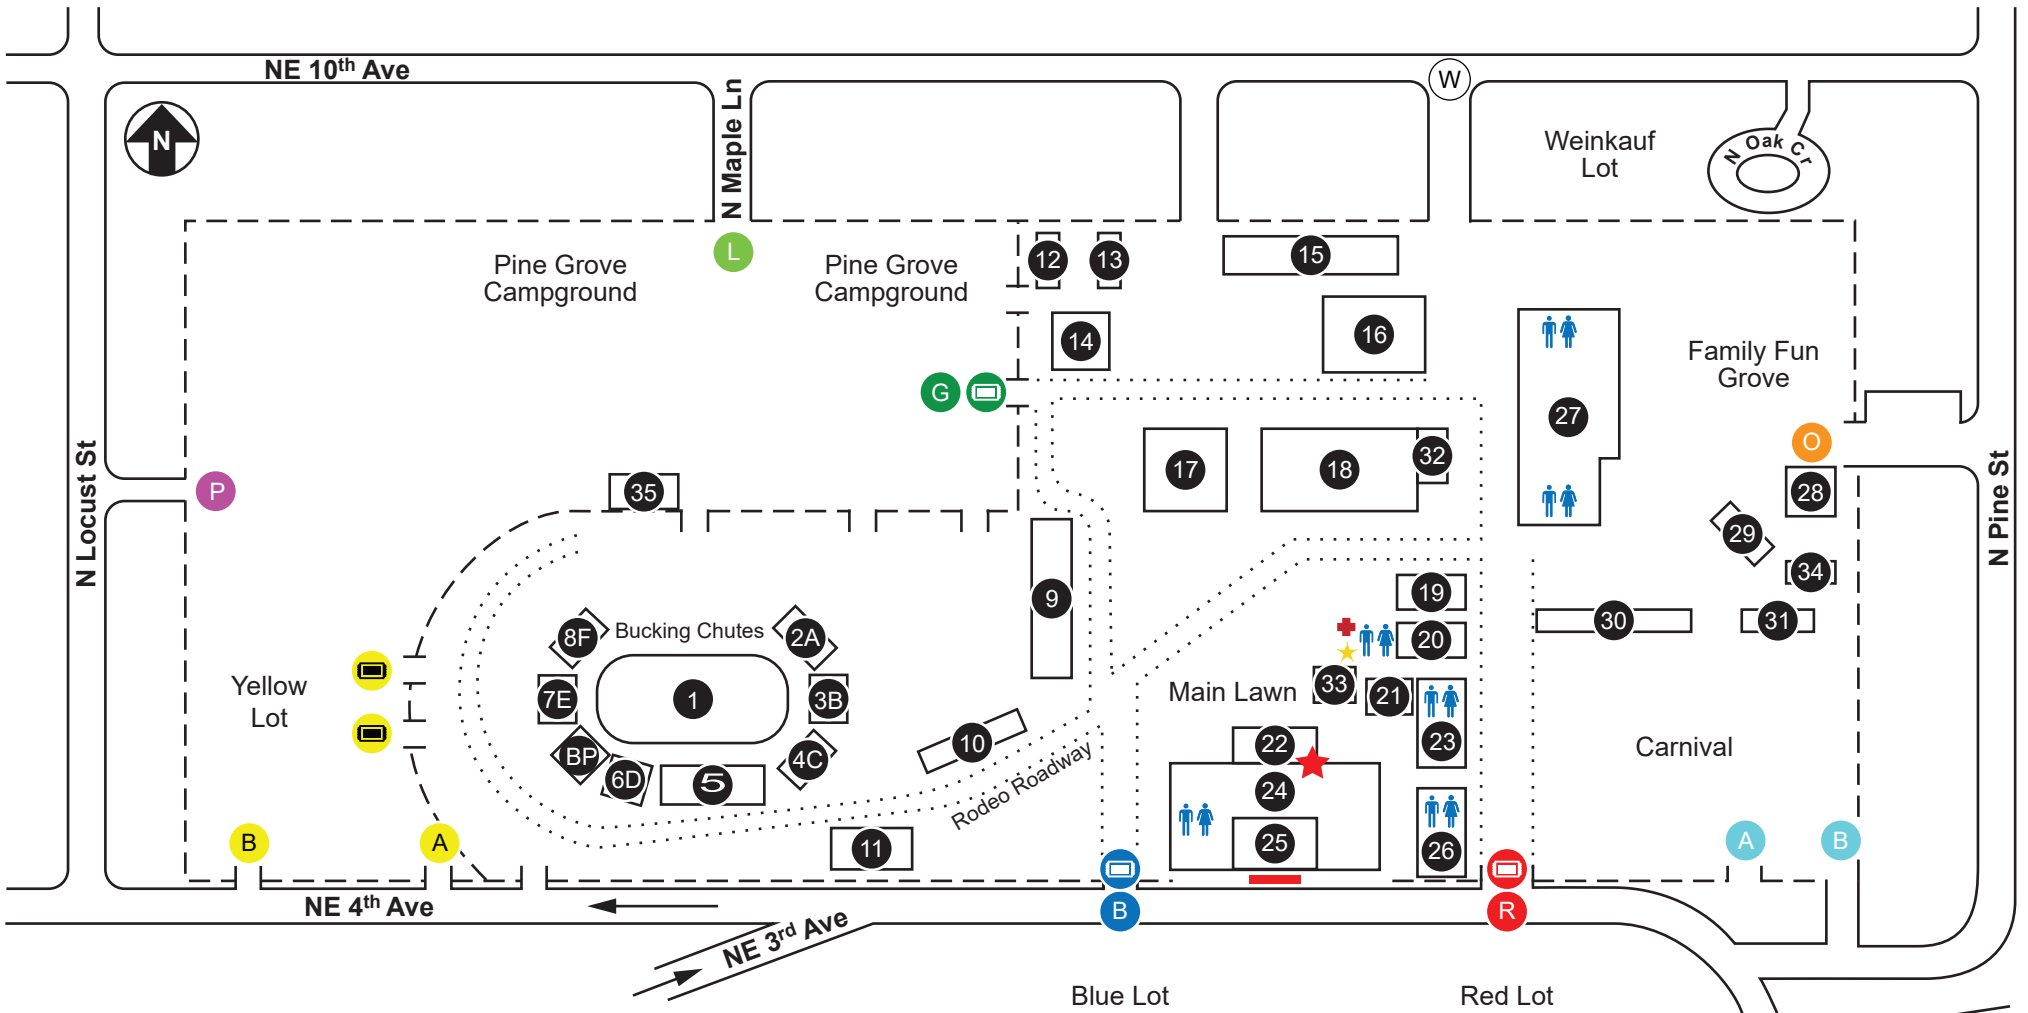 NE 10th Ave
W
N Maple Ln
N
Weinkauf
Lot
N Oak Cr
L
Pine Grove
Campground
Pine Grove
Campground
12
13
15
14
16
27
Family Fun
Grove
G
O
N Locust St
P
35
17
18
32
28
N Pine St
29
34
9
19
30
31
8F
Bucking Chutes
2A
20
Yellow
Lot
7E
1
3B
Main Lawn
33
21
23
BP
6D
5
4C
10
22
Carnival
Rodeo Roadway
24
B
A
11
25
26
A
B
NE 4th Ave
NE 3rd Ave
B
R
Blue Lot
Red Lot